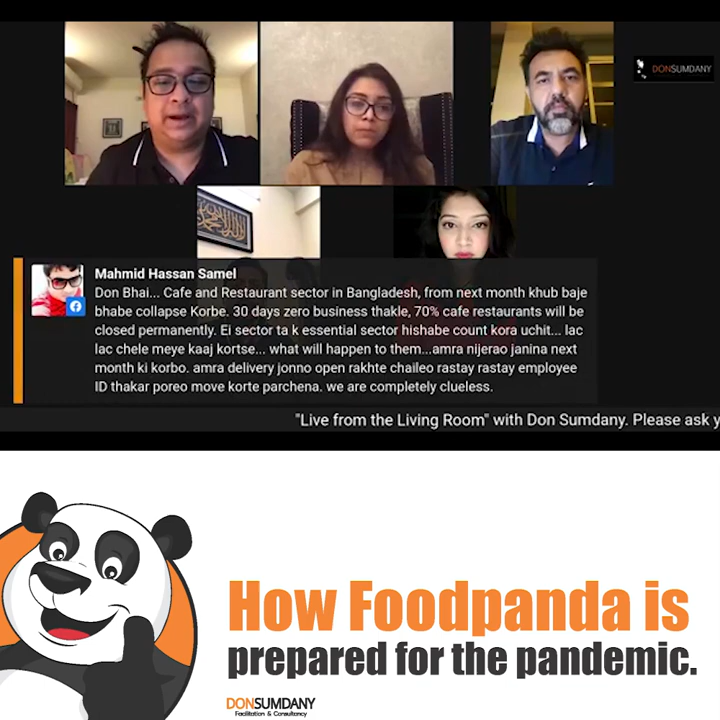 DONSUMDANY
Mahmid Hassan Samel
Don Bhai... Cafe and Restaurant sector in Bangladesh, from next month khub baje
bhabe collapse Korbe. 30 days zero business thakle, 70% cafe restaurants will be
closed permanently. Ei sector ta k essential sector hishabe count kora uchit... lac
lac chele meye kaaj kortse... what will happen to them...amra nijerao janina next
month ki korbo. amra delivery jonno open rakhte chaileo rastay rastay employee
ID thakar poreo move korte parchena. we are completely clueless.
"Live from the Living Room" with Don Sumdany. Please ask y
How Foodpanda is
prepared for the pandemic.
DONSUMDANY
Facilitation & Consultancy